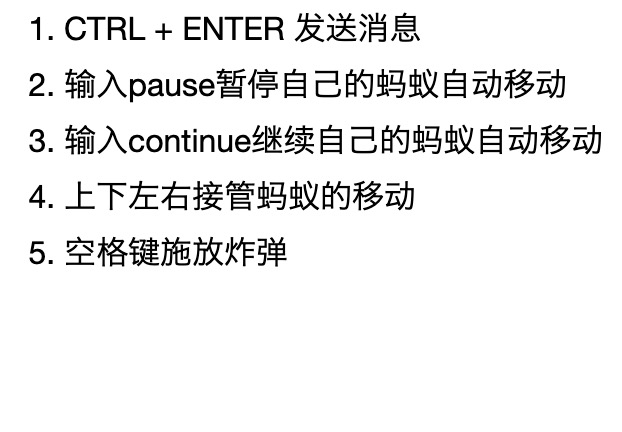 1. CTRL + ENTER 发送消息
2. 输入pause暂停自己的蚂蚁自动移动
3. 输入continue继续自己的蚂蚁自动移动
4. 上下左右接管蚂蚁的移动
5. 空格键施放炸弹